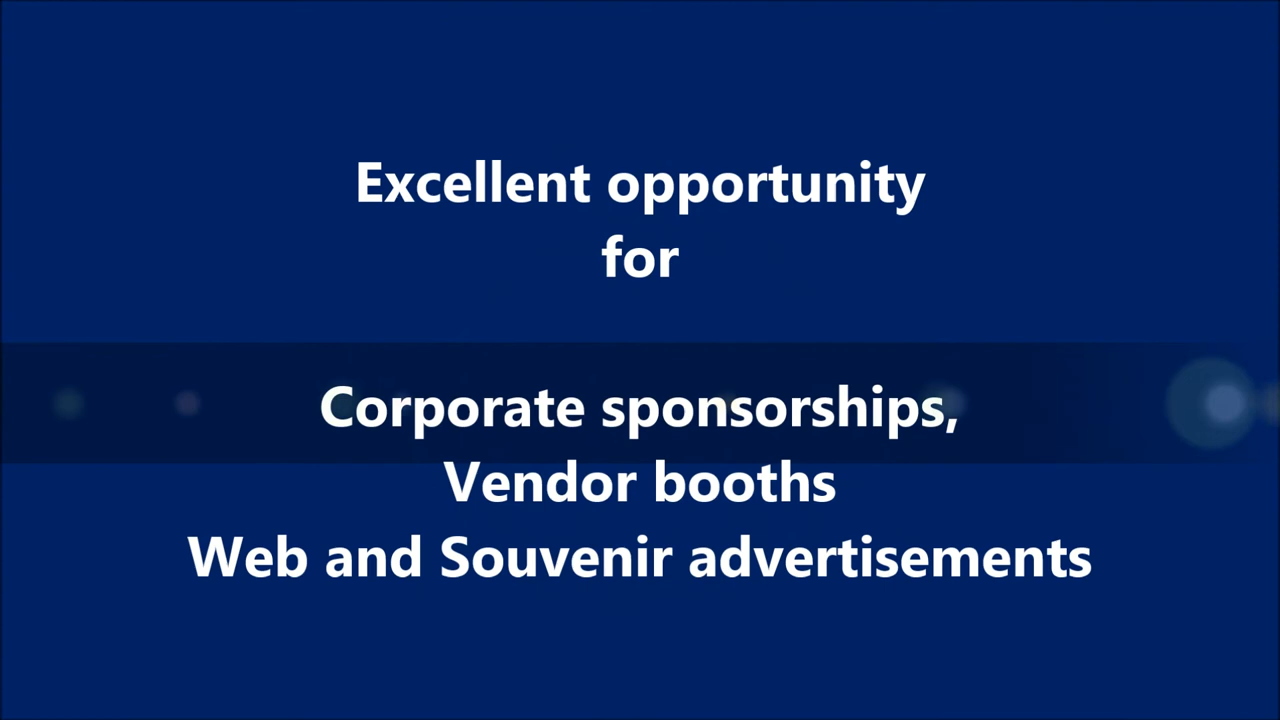 Excellent opportunity
for
Corporate sponsorships,
Vendor booths
Web and Souvenir advertisements